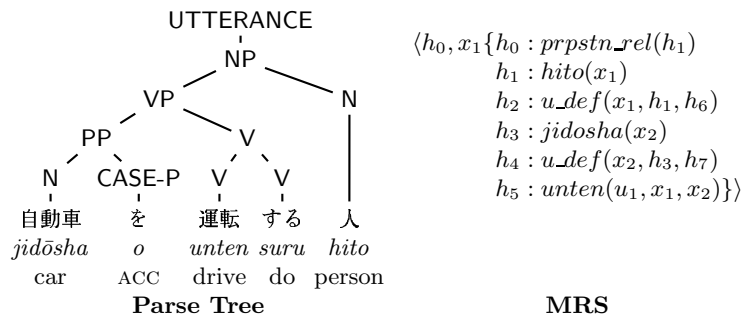 UTTERANCE
NP
VP N
PP V
N CASE-P V V
自動車 を 運転 する 人
jidōsha o unten suru hito
car ACC drive do person
Parse Tree
⟨h₀, x₁{h₀ : prpstn_rel(h₁)
h₁ : hito(x₁)
h₂ : u_def(x₁, h₁, h₆)
h₃ : jidosha(x₂)
h₄ : u_def(x₂, h₃, h₇)
h₅ : unten(u₁, x₁, x₂)}⟩
MRS